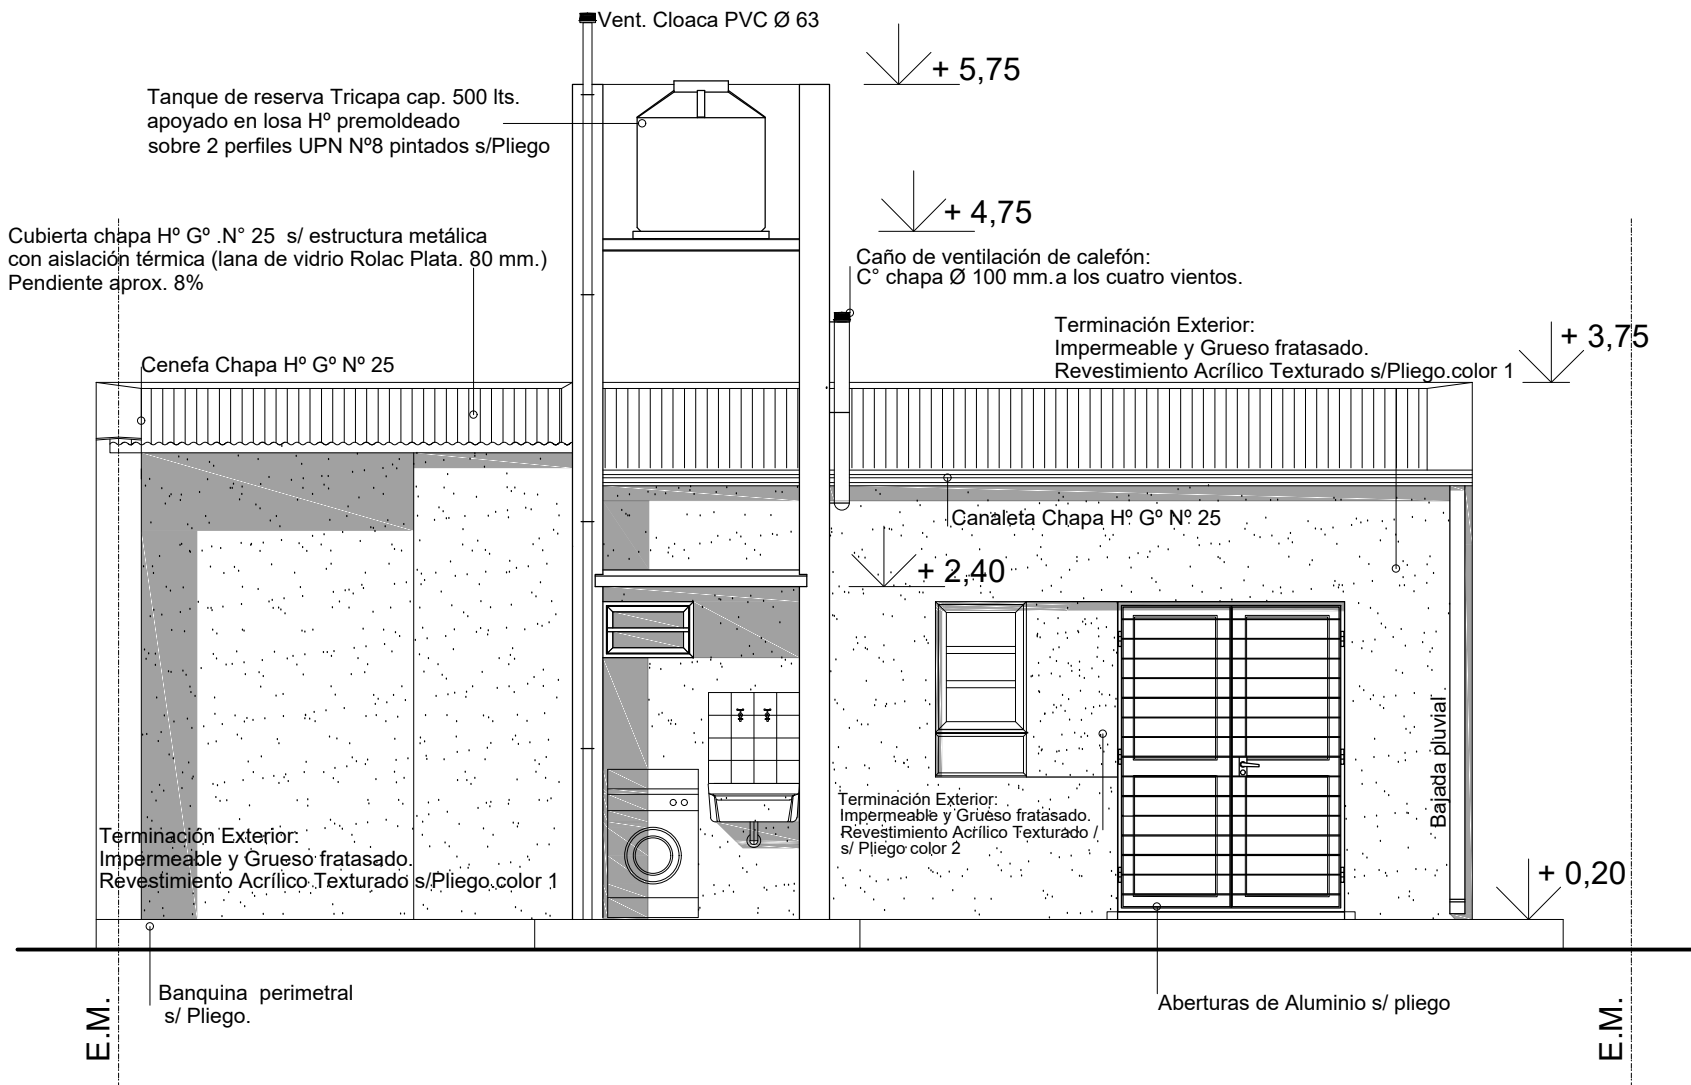 Vent. Cloaca PVC Ø 63
+ 5,75
Tanque de reserva Tricapa cap. 500 lts.
apoyado en losa Hº premoldeado
sobre 2 perfiles UPN Nº8 pintados s/Pliego
+ 4,75
Cubierta chapa Hº Gº .N° 25 s/ estructura metálica
con aislación térmica (lana de vidrio Rolac Plata. 80 mm.)
Pendiente aprox. 8%
Caño de ventilación de calefón:
C° chapa Ø 100 mm.a los cuatro vientos.
Terminación Exterior:
Impermeable y Grueso fratasado.
Revestimiento Acrílico Texturado s/Pliego.color 1
+ 3,75
Cenefa Chapa Hº Gº Nº 25
Canaleta Chapa Hº Gº Nº 25
+ 2,40
Bajada pluvial
Terminación Exterior:
Impermeable y Grueso fratasado.
Revestimiento Acrílico Texturado /
s/ Pliego color 2
Terminación Exterior:
Impermeable y Grueso fratasado.
Revestimiento Acrílico Texturado s/Pliego.color 1
+ 0,20
Banquina perimetral
s/ Pliego.
Aberturas de Aluminio s/ pliego
E.M.
E.M.